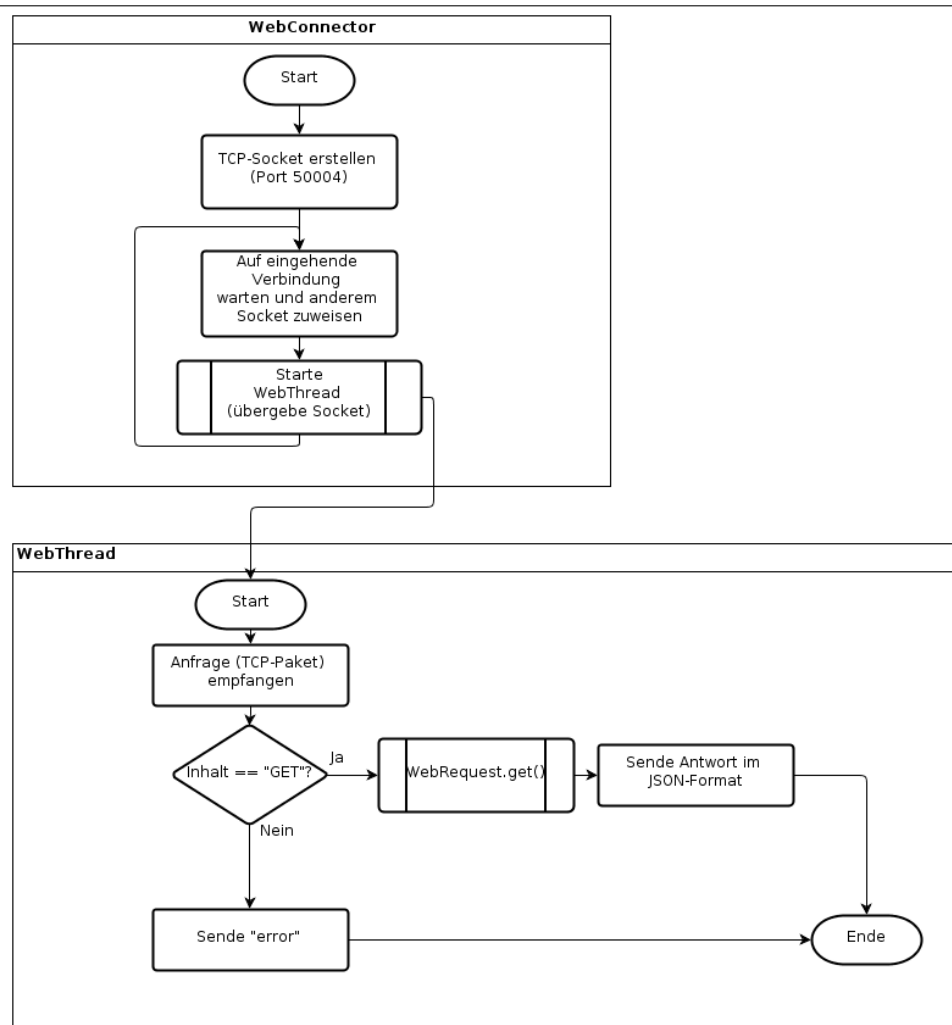 WebConnector
Start
TCP-Socket erstellen
(Port 50004)
Auf eingehende
Verbindung
warten und anderem
Socket zuweisen
Starte
WebThread
(übergebe Socket)
WebThread
Start
Anfrage (TCP-Paket)
empfangen
Inhalt == "GET"?
Ja
WebRequest.get()
Sende Antwort im
JSON-Format
Nein
Sende "error"
Ende